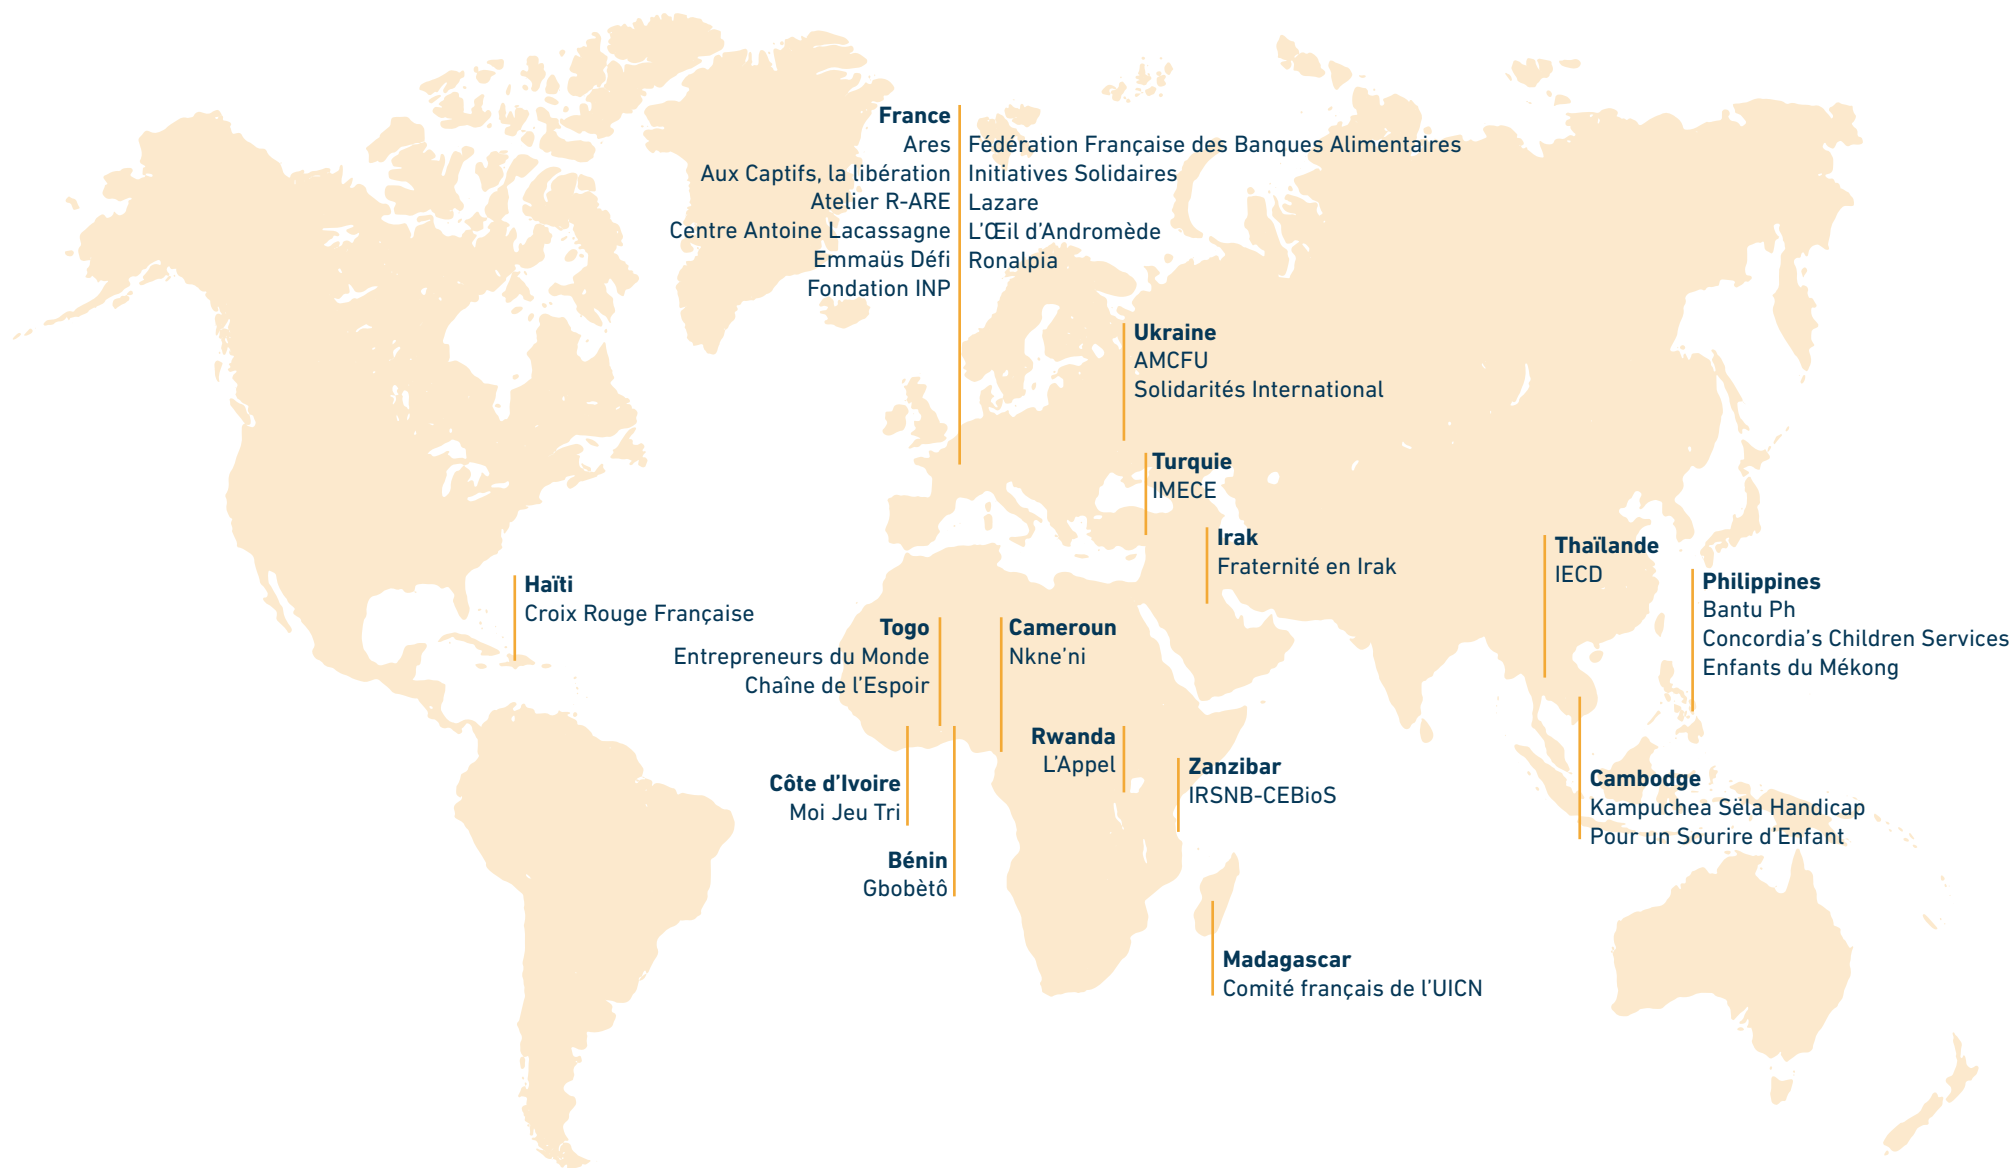 France
Ares
Aux Captifs, la libération
Atelier R-ARE
Centre Antoine Lacassagne
Emmaüs Défi
Fondation INP
Fédération Française des Banques Alimentaires
Initiatives Solidaires
Lazare
L'Œil d'Andromède
Ronalpia
Ukraine
AMCFU
Solidarités International
Turquie
IMECE
Irak
Fraternité en Irak
Thaïlande
IECD
Philippines
Bantu Ph
Concordia's Children Services
Enfants du Mékong
Haïti
Croix Rouge Française
Togo
Entrepreneurs du Monde
Chaîne de l'Espoir
Cameroun
Nkne'ni
Rwanda
L'Appel
Zanzibar
IRSNB-CEBioS
Côte d'Ivoire
Moi Jeu Tri
Bénin
Gbobètô
Cambodge
Kampuchea Sëla Handicap
Pour un Sourire d'Enfant
Madagascar
Comité français de l'UICN